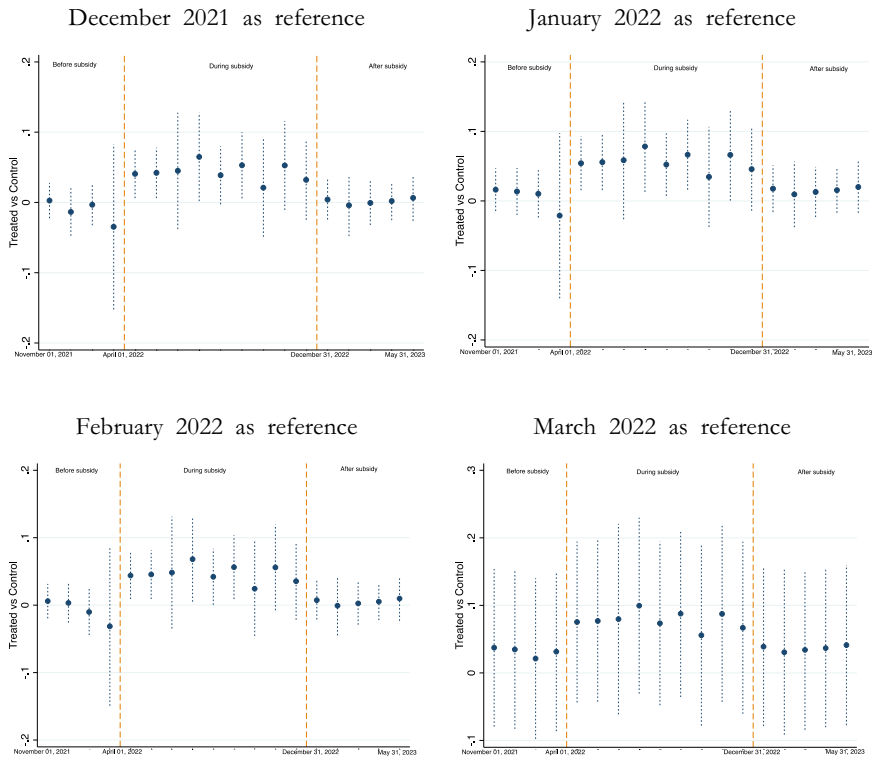 December 2021 as reference
.2
.1
0
-.1
-.2
Treated vs Control
Before subsidy
During subsidy
After subsidy
November 01, 2021
April 01, 2022
December 31, 2022
May 31, 2023
January 2022 as reference
.2
.1
0
-.1
-.2
Treated vs Control
Before subsidy
During subsidy
After subsidy
November 01, 2021
April 01, 2022
December 31, 2022
May 31, 2023
February 2022 as reference
.2
.1
0
-.1
-.2
Treated vs Control
Before subsidy
During subsidy
After subsidy
November 01, 2021
April 01, 2022
December 31, 2022
May 31, 2023
March 2022 as reference
.3
.2
.1
0
-.1
Treated vs Control
Before subsidy
During subsidy
After subsidy
November 01, 2021
April 01, 2022
December 31, 2022
May 31, 2023